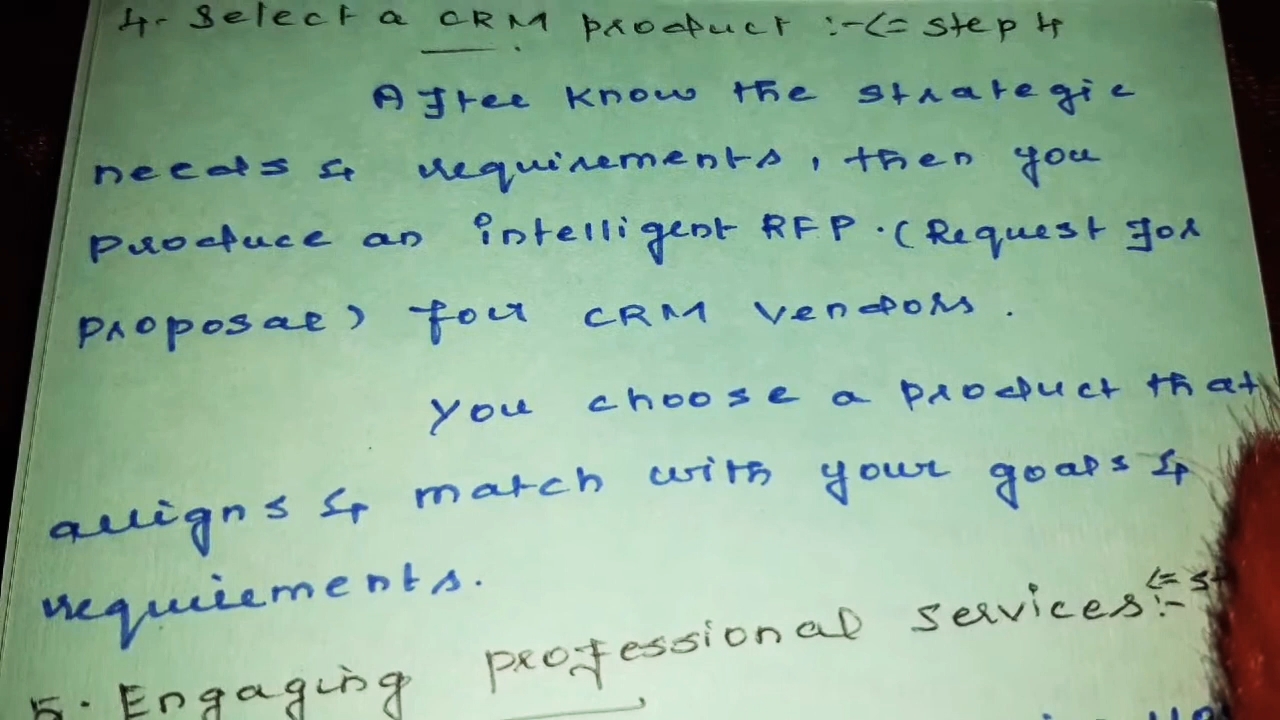 4. Select a CRM product :- <= step 4
After know the strategic
needs & requirements, then you
produce an intelligent RFP. (Request for
proposal) for CRM vendors.
You choose a product that
alligns & match with your goals &
requirements.
5. Engaging professional services :- <=